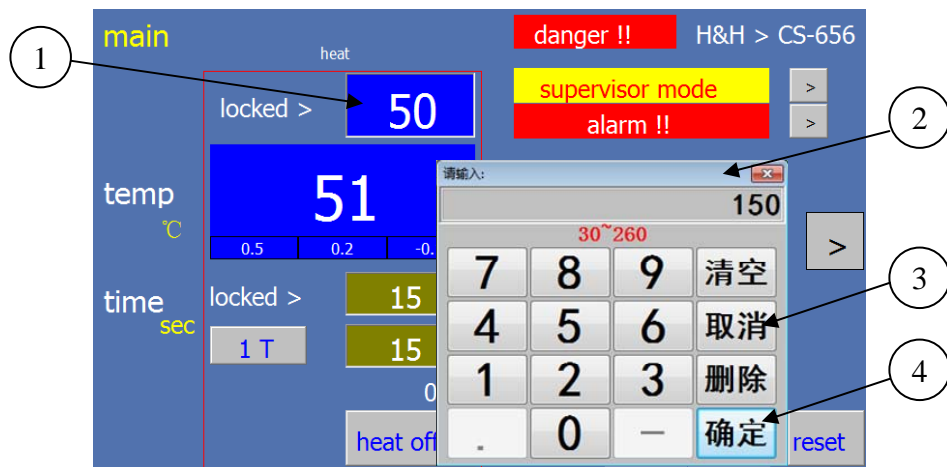 main
heat
danger !!
H&H > CS-656
1
locked >
50
supervisor mode
>
alarm !!
>
2
temp
℃
51
0.5
0.2
-0.
请输入:
150
30~260
7 8 9 清空
4 5 6 取消
1 2 3 删除
. 0 - 确定
>
3
time
sec
locked >
15
1 T
15
0
4
heat off
reset